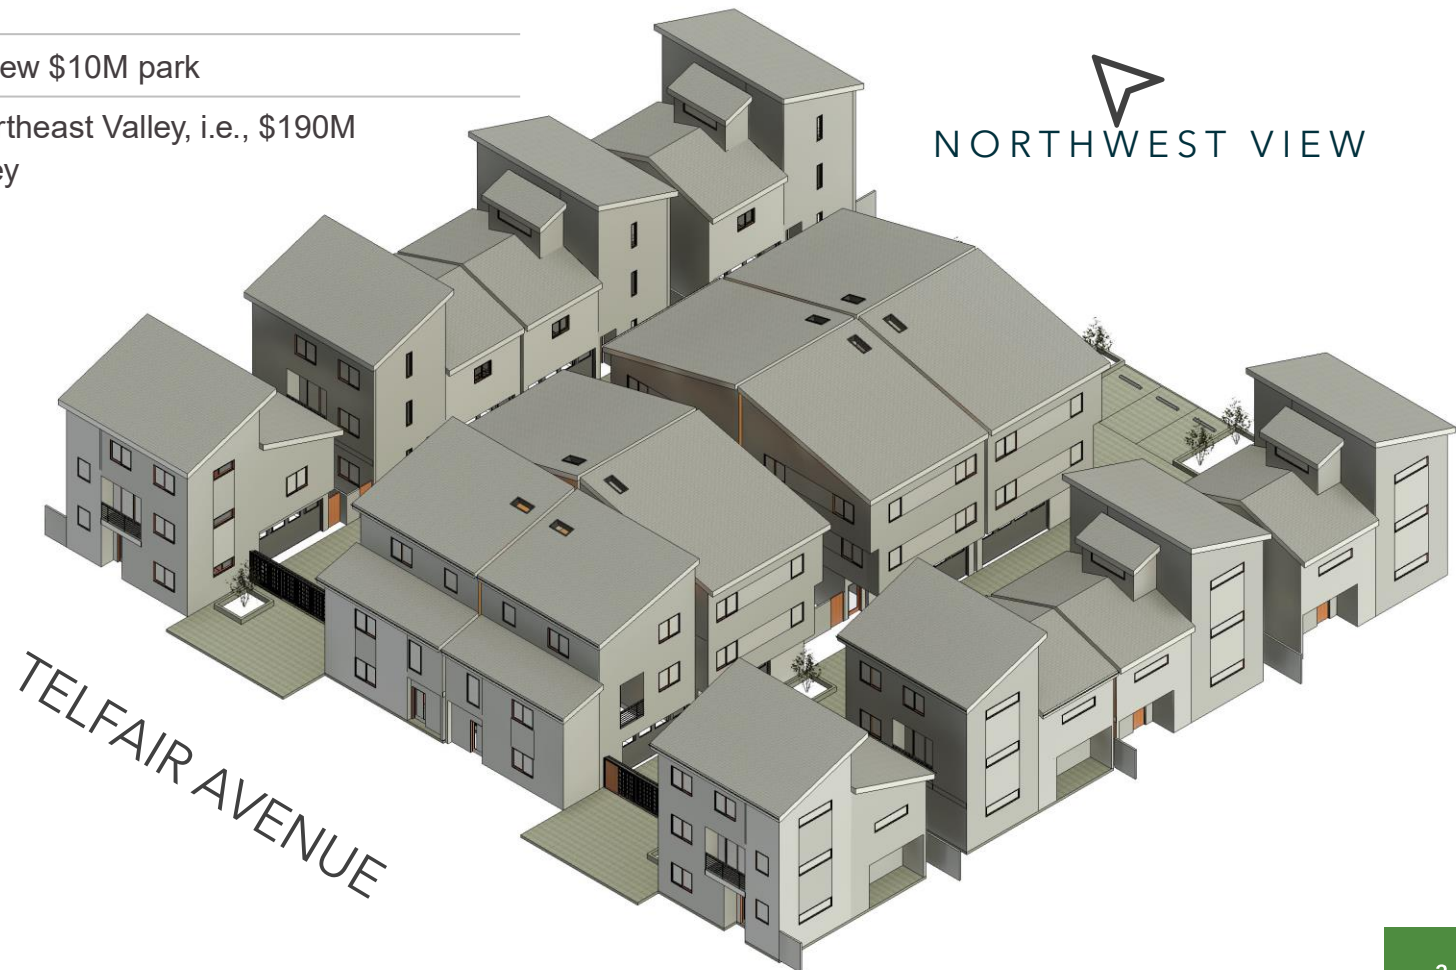 ew $10M park
rtheast Valley, i.e., $190M
ey
NORTHWEST VIEW
TELFAIR AVENUE